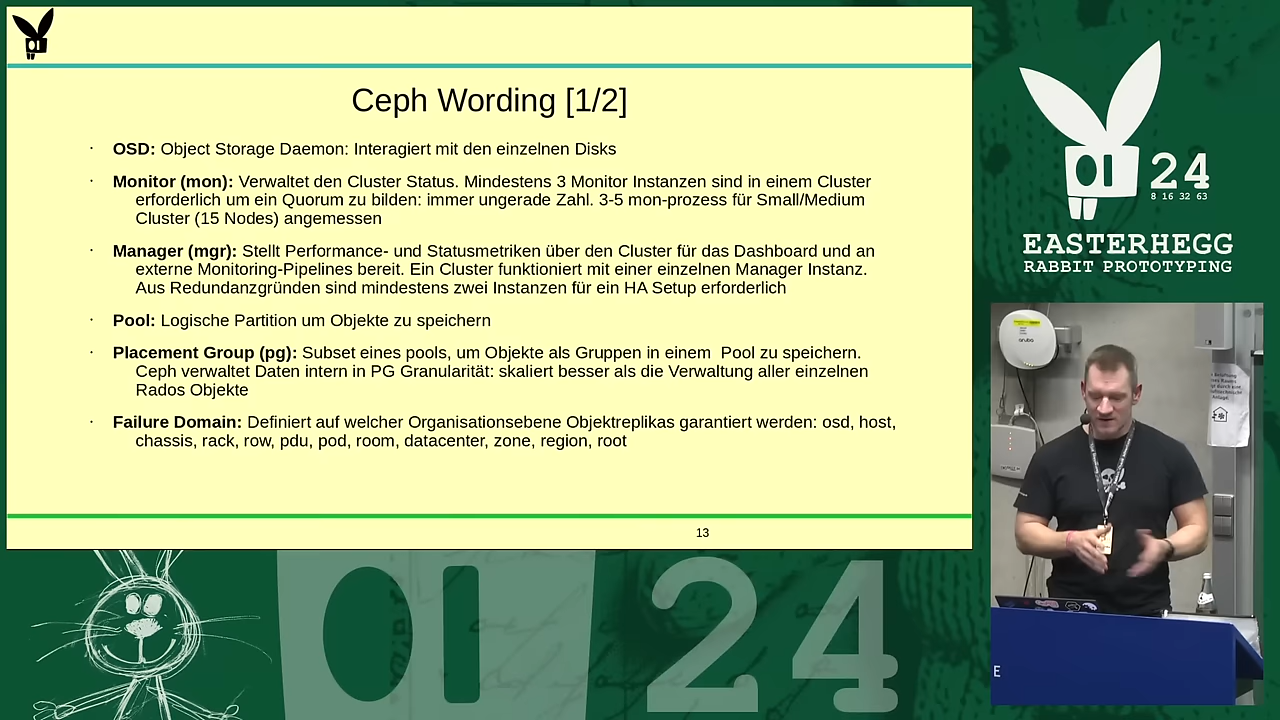 Ceph Wording [1/2]
· OSD: Object Storage Daemon: Interagiert mit den einzelnen Disks
· Monitor (mon): Verwaltet den Cluster Status. Mindestens 3 Monitor Instanzen sind in einem Cluster
erforderlich um ein Quorum zu bilden: immer ungerade Zahl. 3-5 mon-prozess für Small/Medium
Cluster (15 Nodes) angemessen
· Manager (mgr): Stellt Performance- und Statusmetriken über den Cluster für das Dashboard und an
externe Monitoring-Pipelines bereit. Ein Cluster funktioniert mit einer einzelnen Manager Instanz.
Aus Redundanzgründen sind mindestens zwei Instanzen für ein HA Setup erforderlich
· Pool: Logische Partition um Objekte zu speichern
· Placement Group (pg): Subset eines pools, um Objekte als Gruppen in einem  Pool zu speichern.
Ceph verwaltet Daten intern in PG Granularität: skaliert besser als die Verwaltung aller einzelnen
Rados Objekte
· Failure Domain: Definiert auf welcher Organisationsebene Objektreplikas garantiert werden: osd, host,
chassis, rack, row, pdu, pod, room, datacenter, zone, region, root
13
24
8 16 32 63
EASTERHEGG
RABBIT PROTOTYPING
aruba
E
24